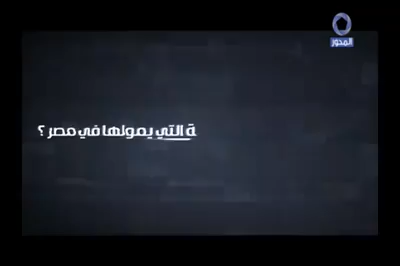 المحور
ة التي يمولها في مصر ؟